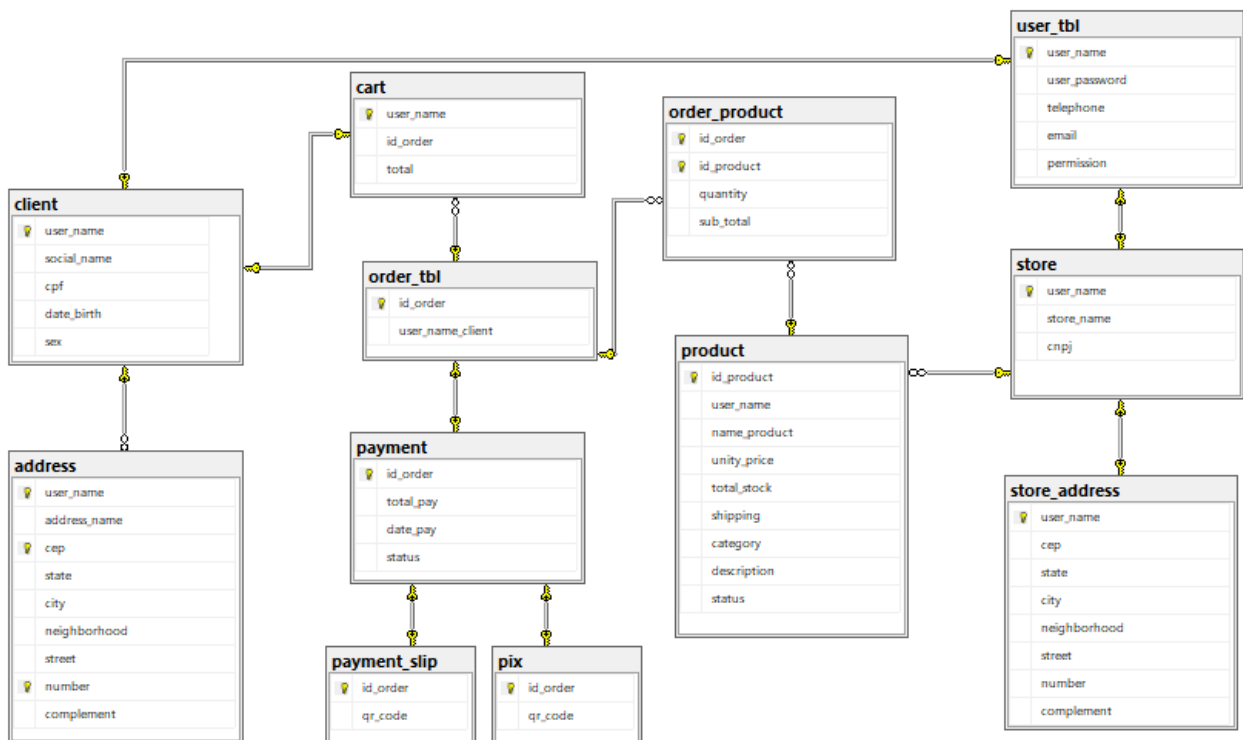 user_tbl
user_name
user_password
telephone
email
permission
cart
user_name
id_order
total
order_product
id_order
id_product
quantity
sub_total
client
user_name
social_name
cpf
date_birth
sex
order_tbl
id_order
user_name_client
store
user_name
store_name
cnpj
product
id_product
user_name
name_product
unity_price
total_stock
shipping
category
description
status
payment
id_order
total_pay
date_pay
status
address
user_name
address_name
cep
state
city
neighborhood
street
number
complement
store_address
user_name
cep
state
city
neighborhood
street
number
complement
payment_slip
id_order
qr_code
pix
id_order
qr_code